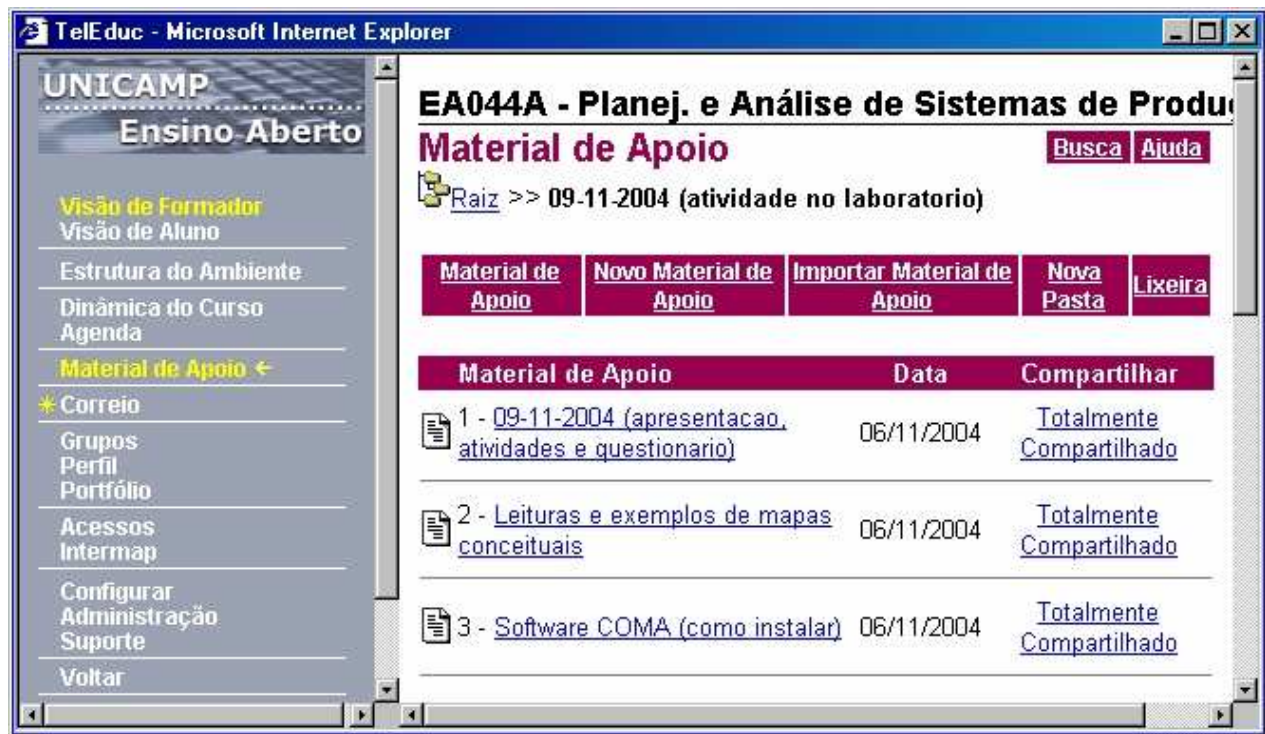 TelEduc - Microsoft Internet Explorer
UNICAMP
Ensino Aberto
Visão de Formador
Visão de Aluno
Estrutura do Ambiente
Dinâmica do Curso
Agenda
Material de Apoio ←
Correio
Grupos
Perfil
Portfólio
Acessos
Intermap
Configurar
Administração
Suporte
Voltar
EA044A - Planej. e Análise de Sistemas de Produç
Material de Apoio
Busca Ajuda
Raiz >> 09-11-2004 (atividade no laboratorio)
Material de
Apoio
Novo Material de
Apoio
Importar Material de
Apoio
Nova
Pasta
Lixeira
Material de Apoio Data Compartilhar
1 - 09-11-2004 (apresentacao,
atividades e questionario)
06/11/2004
Totalmente
Compartilhado
2 - Leituras e exemplos de mapas
conceituais
06/11/2004
Totalmente
Compartilhado
3 - Software COMA (como instalar) 06/11/2004
Totalmente
Compartilhado